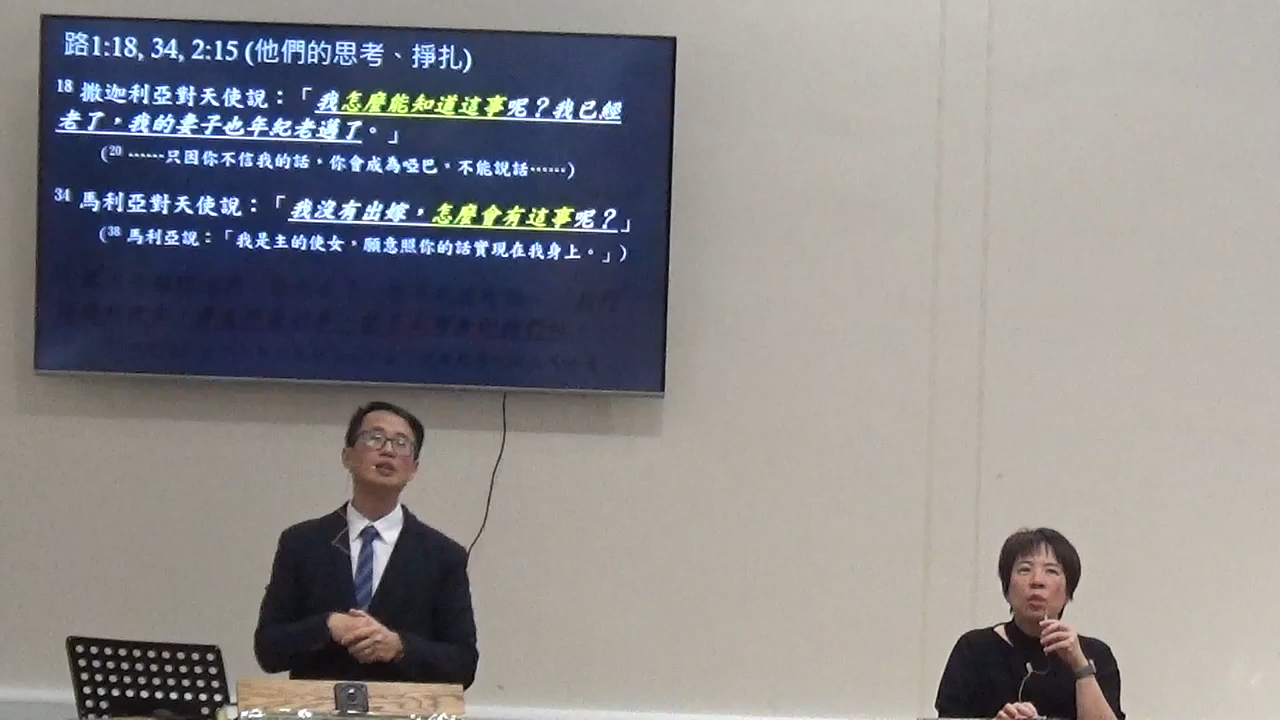 路1:18, 34, 2:15 (他們的思考、掙扎)
18 撒迦利亞對天使說：「我怎麼能知道這事呢？我已經
老了，我的妻子也年紀老邁了。」
(20 ……只因你不信我的話，你會成為啞巴，不能說話……)
34 馬利亞對天使說：「我沒有出嫁，怎麼會有這事呢？」
(38 馬利亞說：「我是主的使女，願意照你的話實現在我身上。」)